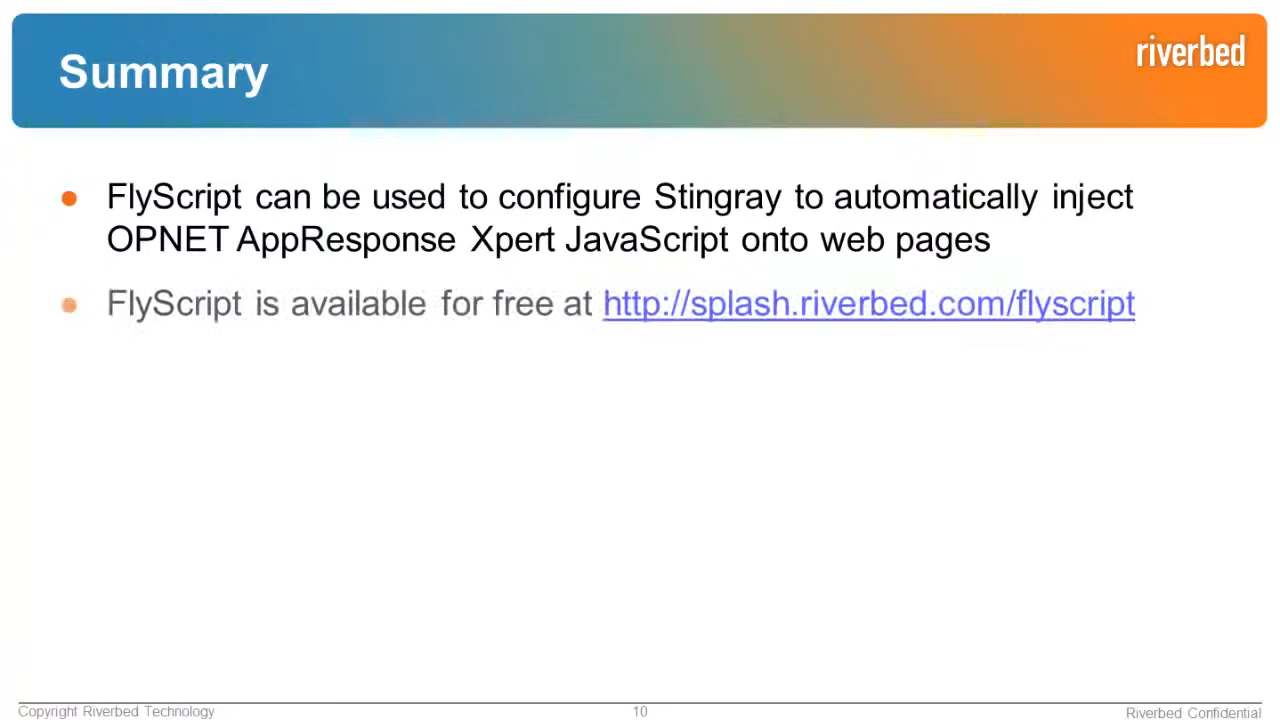 Summary
riverbed
FlyScript can be used to configure Stingray to automatically inject
OPNET AppResponse Xpert JavaScript onto web pages
FlyScript is available for free at http://splash.riverbed.com/flyscript
Copyright Riverbed Technology
10
Riverbed Confidential